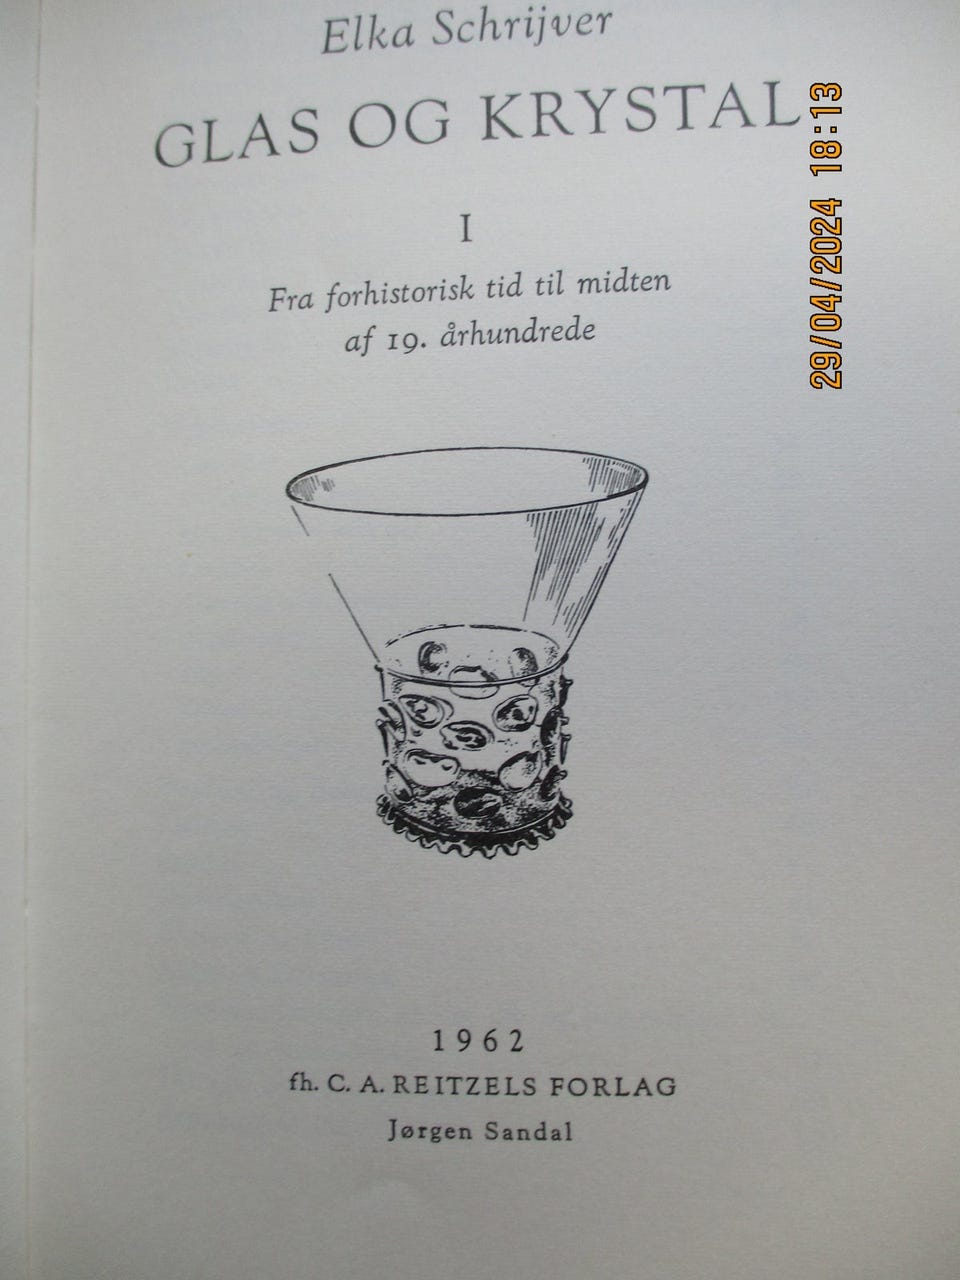 Elka Schrijver
GLAS OG KRYSTAL
I
Fra forhistorisk tid til midten
af 19. århundrede
1962
fh. C. A. REITZELS FORLAG
Jørgen Sandal
29/04/2024 18:13